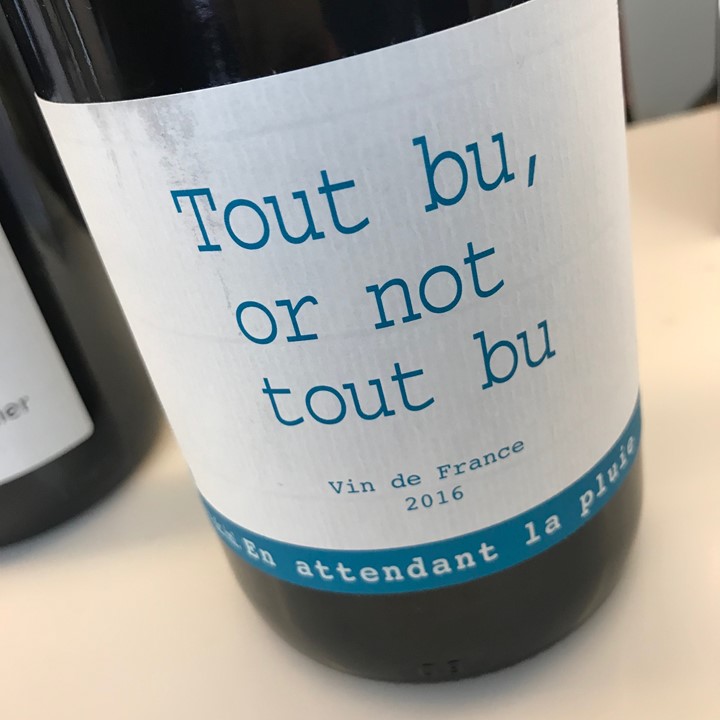 Tout bu,
or not
tout bu
Vin de France
2016
En attendant la pluie